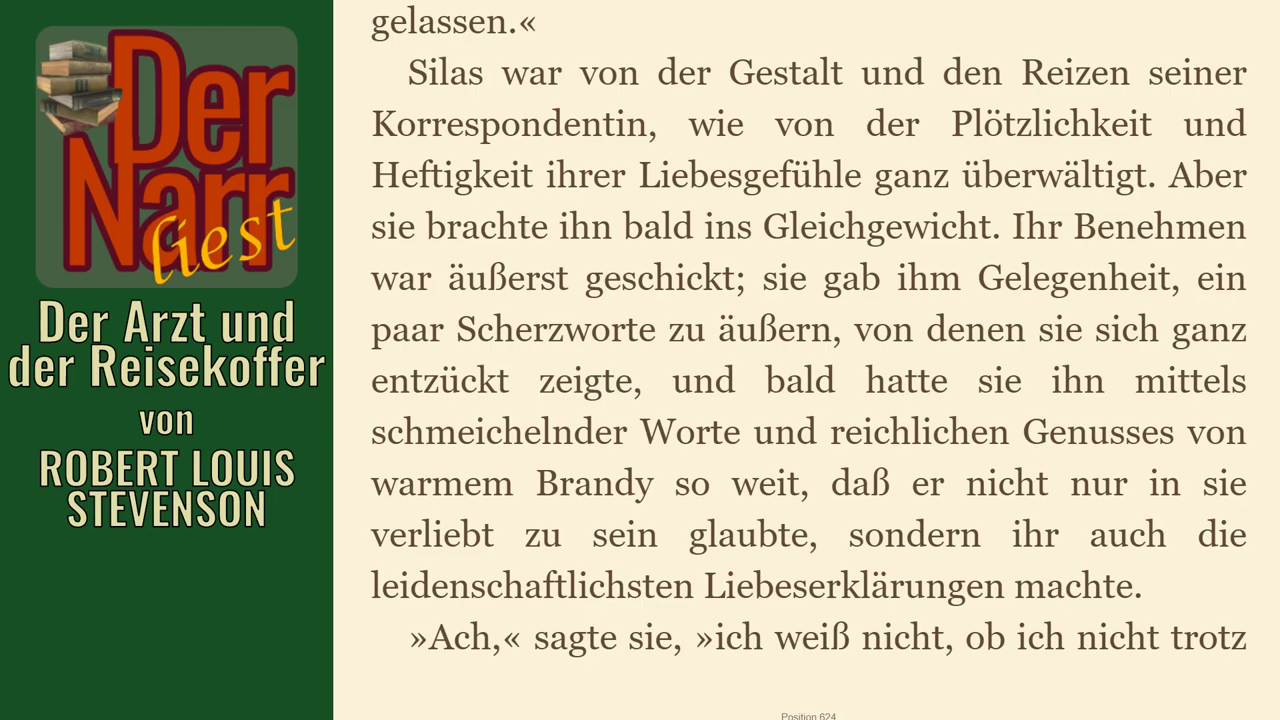 Der
Narr
liest
Der Arzt und
der Reisekoffer
von
ROBERT LOUIS
STEVENSON
gelassen.«
Silas war von der Gestalt und den Reizen seiner
Korrespondentin, wie von der Plötzlichkeit und
Heftigkeit ihrer Liebesgefühle ganz überwältigt. Aber
sie brachte ihn bald ins Gleichgewicht. Ihr Benehmen
war äußerst geschickt; sie gab ihm Gelegenheit, ein
paar Scherzworte zu äußern, von denen sie sich ganz
entzückt zeigte, und bald hatte sie ihn mittels
schmeichelnder Worte und reichlichen Genusses von
warmem Brandy so weit, daß er nicht nur in sie
verliebt zu sein glaubte, sondern ihr auch die
leidenschaftlichsten Liebeserklärungen machte.
»Ach,« sagte sie, »ich weiß nicht, ob ich nicht trotz
Position 624